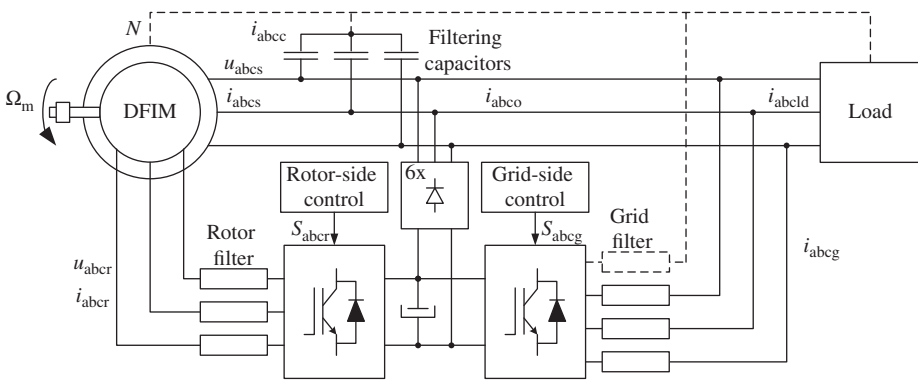 N
i_abcc
Filtering
capacitors
u_abcs
Ω_m
DFIM
i_abcs
i_abco
i_abcld
Load
Rotor-side
control
6x
Grid-side
control
S_abcr
S_abcg
Rotor
filter
Grid
filter
u_abcr
i_abcr
i_abcg